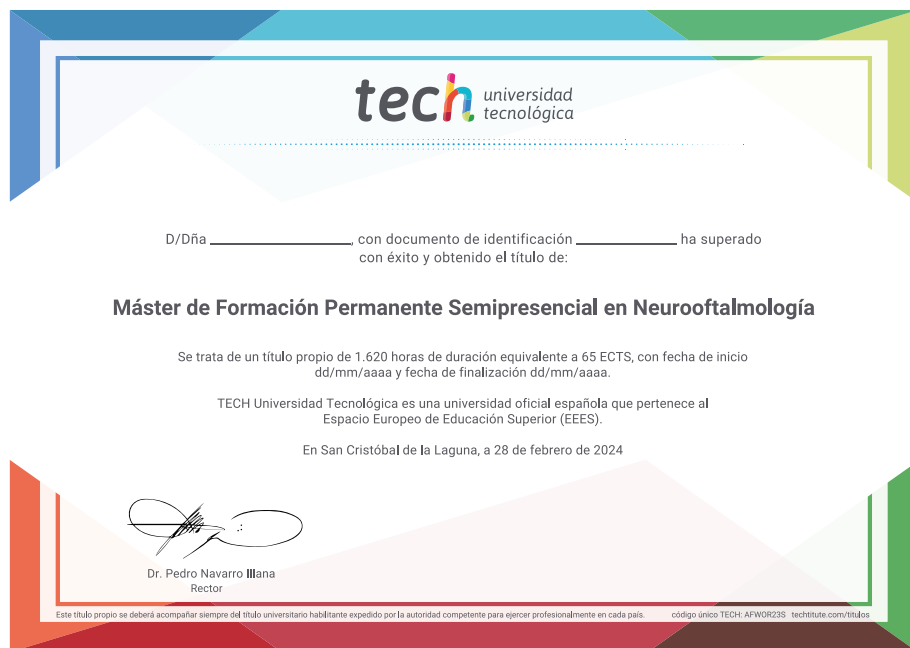 tech universidad
tecnológica
D/Dña ________________, con documento de identificación ____________ ha superado
con éxito y obtenido el título de:
Máster de Formación Permanente Semipresencial en Neurooftalmología
Se trata de un título propio de 1.620 horas de duración equivalente a 65 ECTS, con fecha de inicio
dd/mm/aaaa y fecha de finalización dd/mm/aaaa.
TECH Universidad Tecnológica es una universidad oficial española que pertenece al
Espacio Europeo de Educación Superior (EEES).
En San Cristóbal de la Laguna, a 28 de febrero de 2024
Dr. Pedro Navarro Illana
Rector
Este título propio se deberá acompañar siempre del título universitario habilitante expedido por la autoridad competente para ejercer profesionalmente en cada país. código único TECH: AFWOR23S techtitute.com/titulos